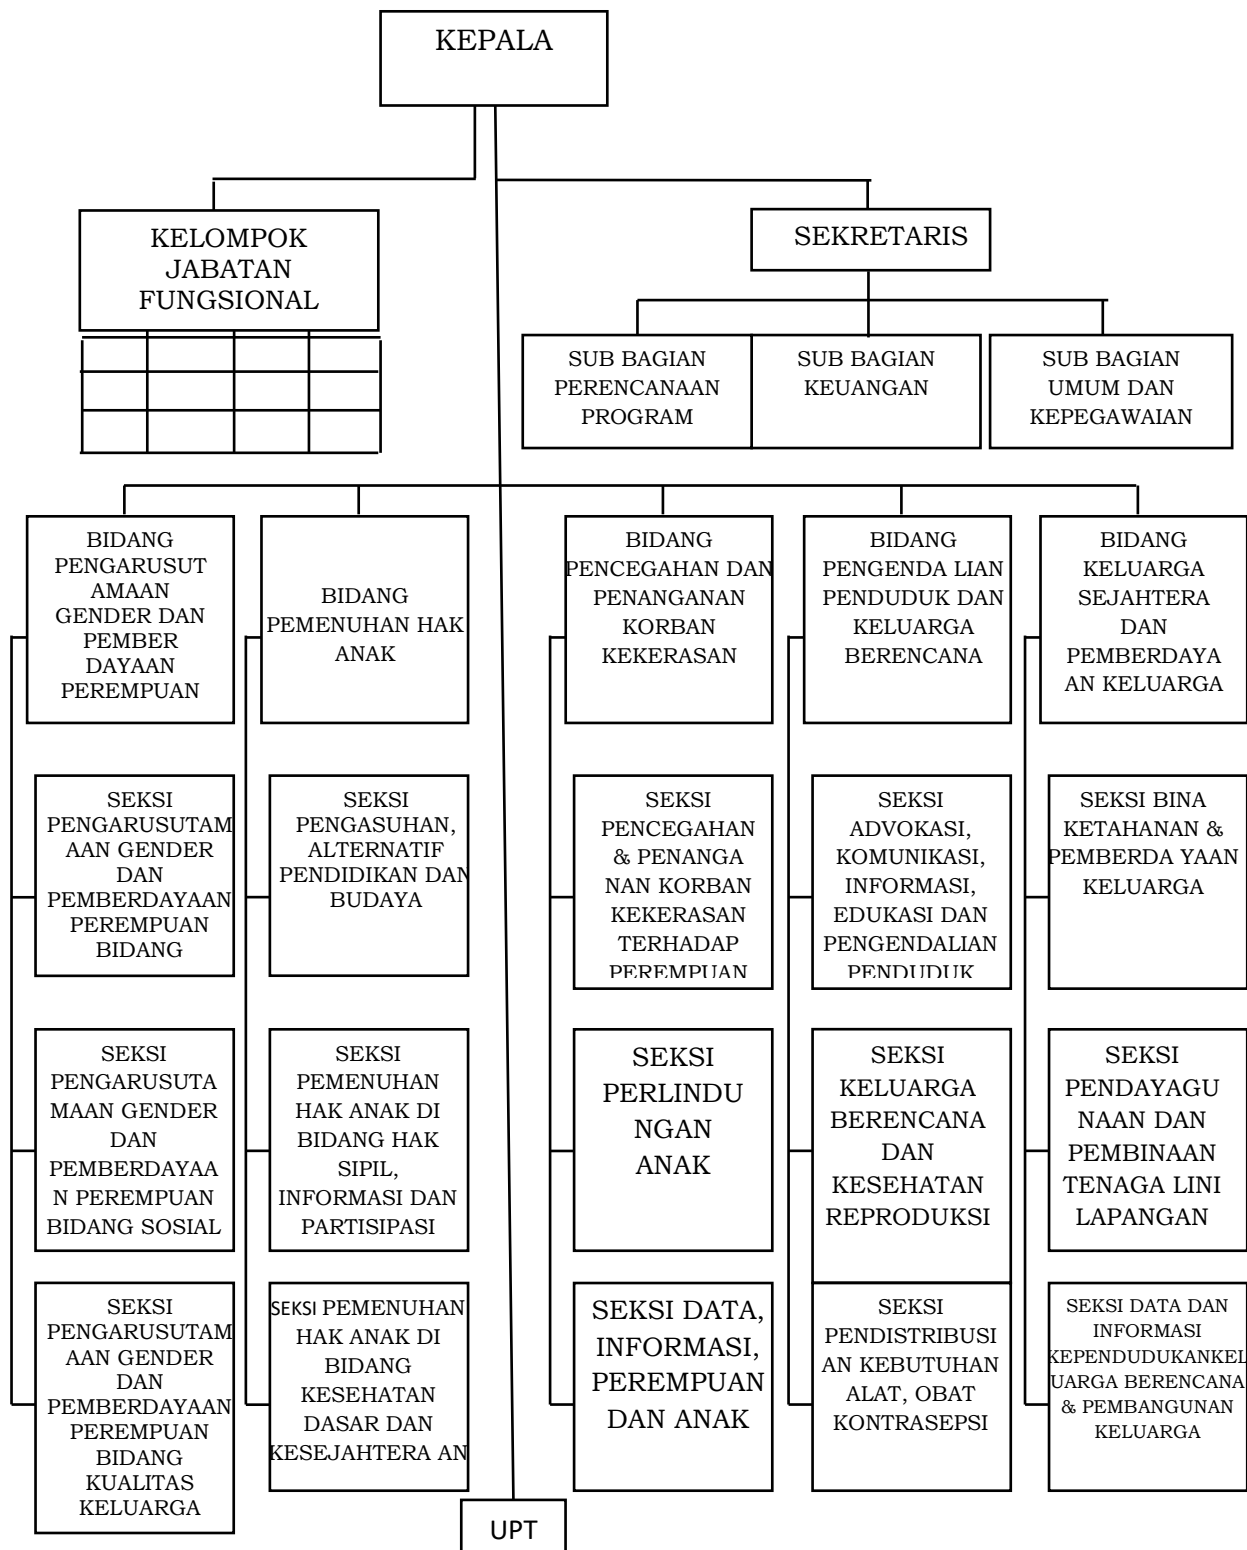 KEPALA
KELOMPOK
JABATAN
FUNGSIONAL
SEKRETARIS
SUB BAGIAN
PERENCANAAN
PROGRAM
SUB BAGIAN
KEUANGAN
SUB BAGIAN
UMUM DAN
KEPEGAWAIAN
BIDANG
PENGARUSUT
AMAAN
GENDER DAN
PEMBER
DAYAAN
PEREMPUAN
BIDANG
PEMENUHAN HAK
ANAK
BIDANG
PENCEGAHAN DAN
PENANGANAN
KORBAN
KEKERASAN
BIDANG
PENGENDA LIAN
PENDUDUK DAN
KELUARGA
BERENCANA
BIDANG
KELUARGA
SEJAHTERA
DAN
PEMBERDAYA
AN KELUARGA
SEKSI
PENGARUSUTAM
AAN GENDER
DAN
PEMBERDAYAAN
PEREMPUAN
BIDANG
SEKSI
PENGASUHAN,
ALTERNATIF
PENDIDIKAN DAN
BUDAYA
SEKSI
PENCEGAHAN
& PENANGA
NAN KORBAN
KEKERASAN
TERHADAP
PEREMPUAN
SEKSI
ADVOKASI,
KOMUNIKASI,
INFORMASI,
EDUKASI DAN
PENGENDALIAN
PENDUDUK
SEKSI BINA
KETAHANAN &
PEMBERDA YAAN
KELUARGA
SEKSI
PENGARUSUTA
MAAN GENDER
DAN
PEMBERDAYAA
N PEREMPUAN
BIDANG SOSIAL
SEKSI
PEMENUHAN
HAK ANAK DI
BIDANG HAK
SIPIL,
INFORMASI DAN
PARTISIPASI
SEKSI
PERLINDU
NGAN
ANAK
SEKSI
KELUARGA
BERENCANA
DAN
KESEHATAN
REPRODUKSI
SEKSI
PENDAYAGU
NAAN DAN
PEMBINAAN
TENAGA LINI
LAPANGAN
SEKSI
PENGARUSUTAM
AAN GENDER
DAN
PEMBERDAYAAN
PEREMPUAN
BIDANG
KUALITAS
KELUARGA
SEKSI PEMENUHAN
HAK ANAK DI
BIDANG
KESEHATAN
DASAR DAN
KESEJAHTERA AN
SEKSI DATA,
INFORMASI,
PEREMPUAN
DAN ANAK
SEKSI
PENDISTRIBUSI
AN KEBUTUHAN
ALAT, OBAT
KONTRASEPSI
SEKSI DATA DAN
INFORMASI
KEPENDUDUKANKEL
UARGA BERENCANA
& PEMBANGUNAN
KELUARGA
UPT